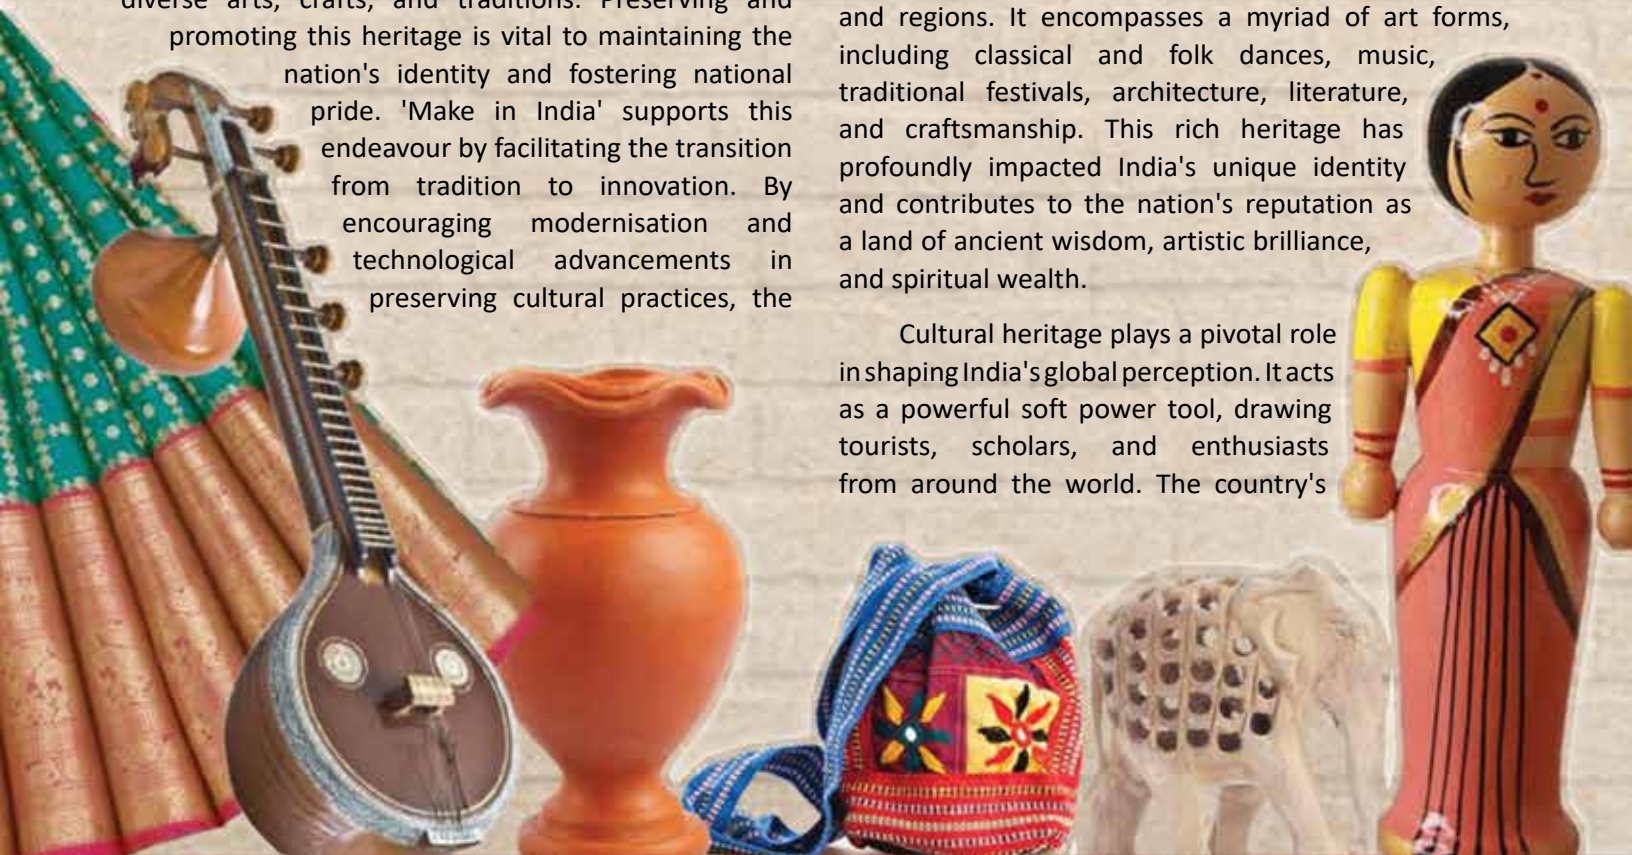 diverse arts, crafts, and traditions. Preserving and
promoting this heritage is vital to maintaining the
nation's identity and fostering national
pride. 'Make in India' supports this
endeavour by facilitating the transition
from tradition to innovation. By
encouraging modernisation and
technological advancements in
preserving cultural practices, the
and regions. It encompasses a myriad of art forms,
including classical and folk dances, music,
traditional festivals, architecture, literature,
and craftsmanship. This rich heritage has
profoundly impacted India's unique identity
and contributes to the nation's reputation as
a land of ancient wisdom, artistic brilliance,
and spiritual wealth.
Cultural heritage plays a pivotal role
in shaping India's global perception. It acts
as a powerful soft power tool, drawing
tourists, scholars, and enthusiasts
from around the world. The country's